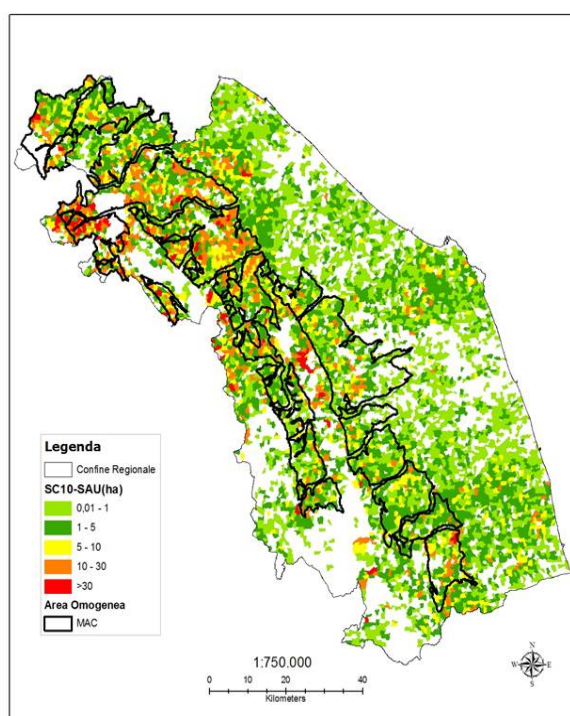 Legenda
Confine Regionale
SC10-SAU(ha)
0,01 - 1
1 - 5
5 - 10
10 - 30
>30
Area Omogenea
MAC
1:750.000
0 10 20 40
Kilometers
N
W E
S